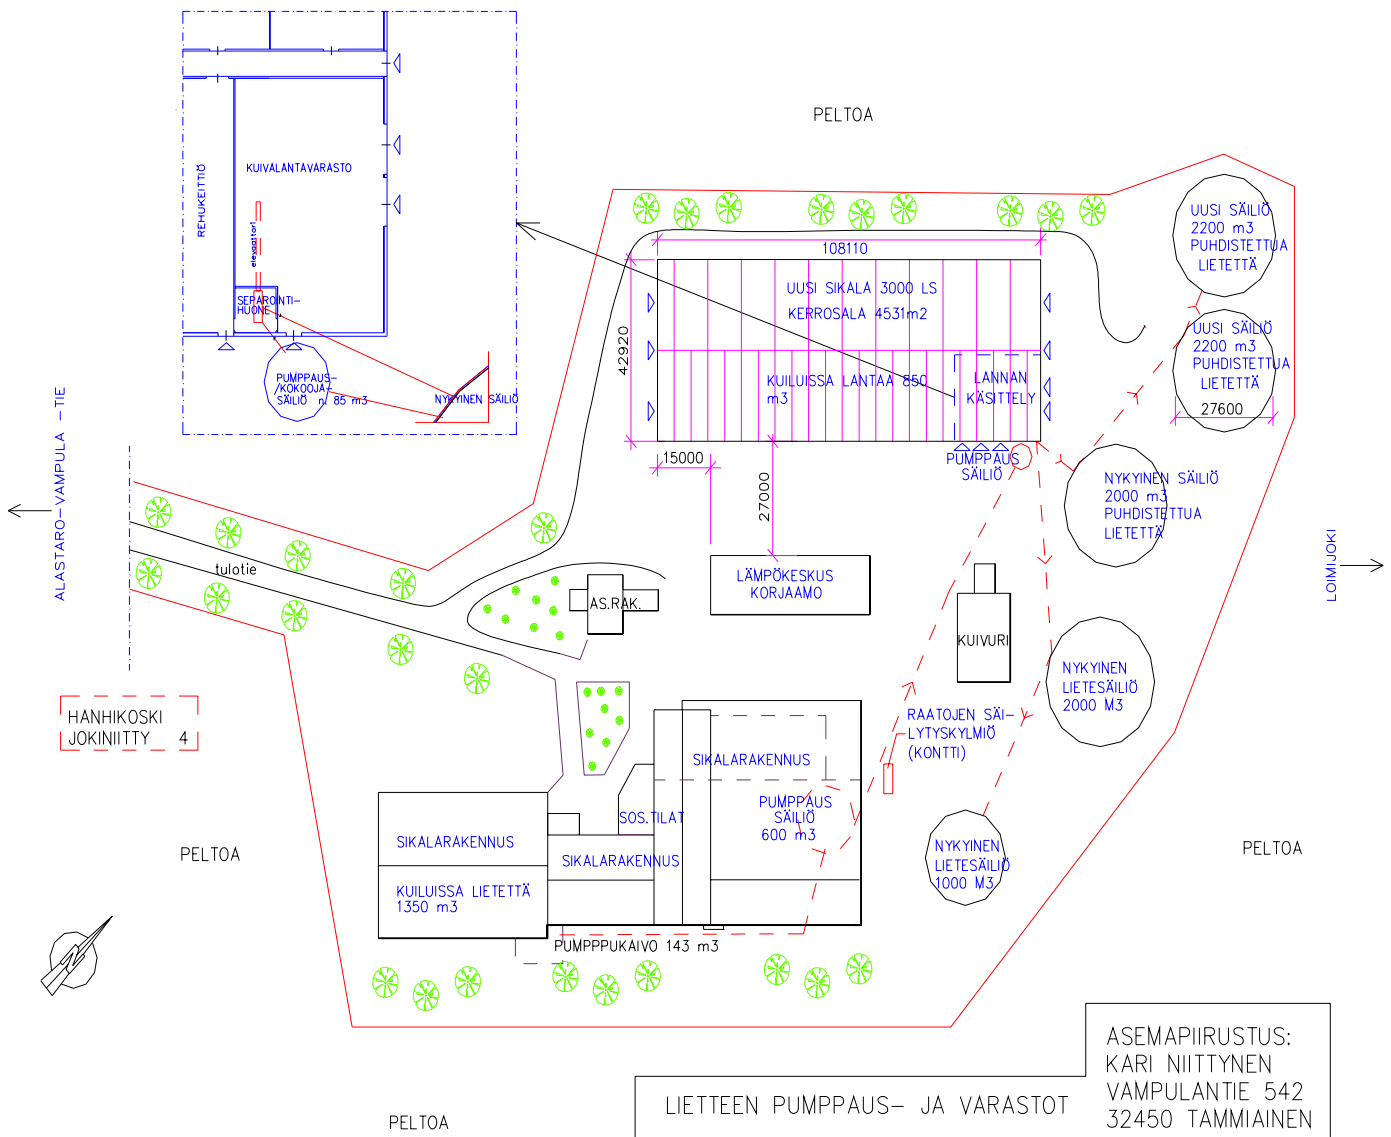 PELTOA
KUIVALANTAVARASTO
REHUKEITTIÖ
elevaattori
SEPAROINTI-
HUONE
PUMPPAUS-
/KOKOOJA-
SÄILIÖ n. 85 m3
NYKYINEN SÄILIÖ
108110
42920
UUSI SIKALA 3000 LS
KERROSALA 4531m2
KUILUISSA LANTAA 850
m3
LANNAN
KÄSITTELY
UUSI SÄILIÖ
2200 m3
PUHDISTETTUA
LIETETTÄ
UUSI SÄILIÖ
2200 m3
PUHDISTETTUA
LIETETTÄ
27600
15000
27000
PUMPPAUS
SÄILIÖ
NYKYINEN SÄILIÖ
2000 m3
PUHDISTETTUA
LIETETTÄ
ALASTARO-VAMPULA -TIE
LOIMIJOKI
tulotie
AS.RAK.
LÄMPÖKESKUS
KORJAAMO
KUIVURI
NYKYINEN
LIETESÄILIÖ
2000 M3
HANHIKOSKI
JOKINIITTY 4
RAATOJEN SÄI-
LYTYSKYLMIÖ
(KONTTI)
SIKALARAKENNUS
PUMPPAUS
SÄILIÖ
600 m3
SOS.TILAT
SIKALARAKENNUS
SIKALARAKENNUS
KUILUISSA LIETETTÄ
1350 m3
NYKYINEN
LIETESÄILIÖ
1000 M3
PELTOA
PELTOA
PUMPPPUKAIVO 143 m3
N
PELTOA
LIETTEEN PUMPPAUS- JA VARASTOT
ASEMAPIIRUSTUS:
KARI NIITTYNEN
VAMPULANTIE 542
32450 TAMMIAINEN